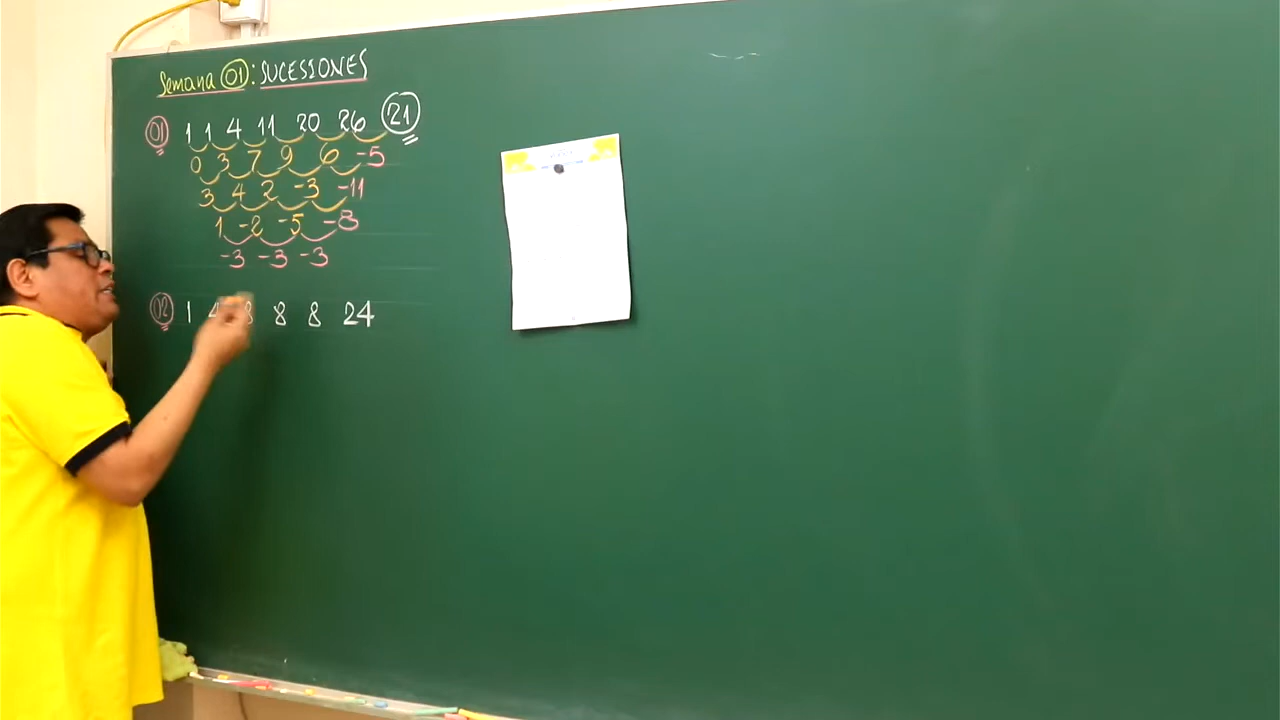 Semana 01: SUCESIONES
01 1 1 4 11 20 26 21
0 3 7 9 6 -5
3 4 2 -3 -11
1 -2 -5 -8
-3 -3 -3
02 1 4 8 8 8 24